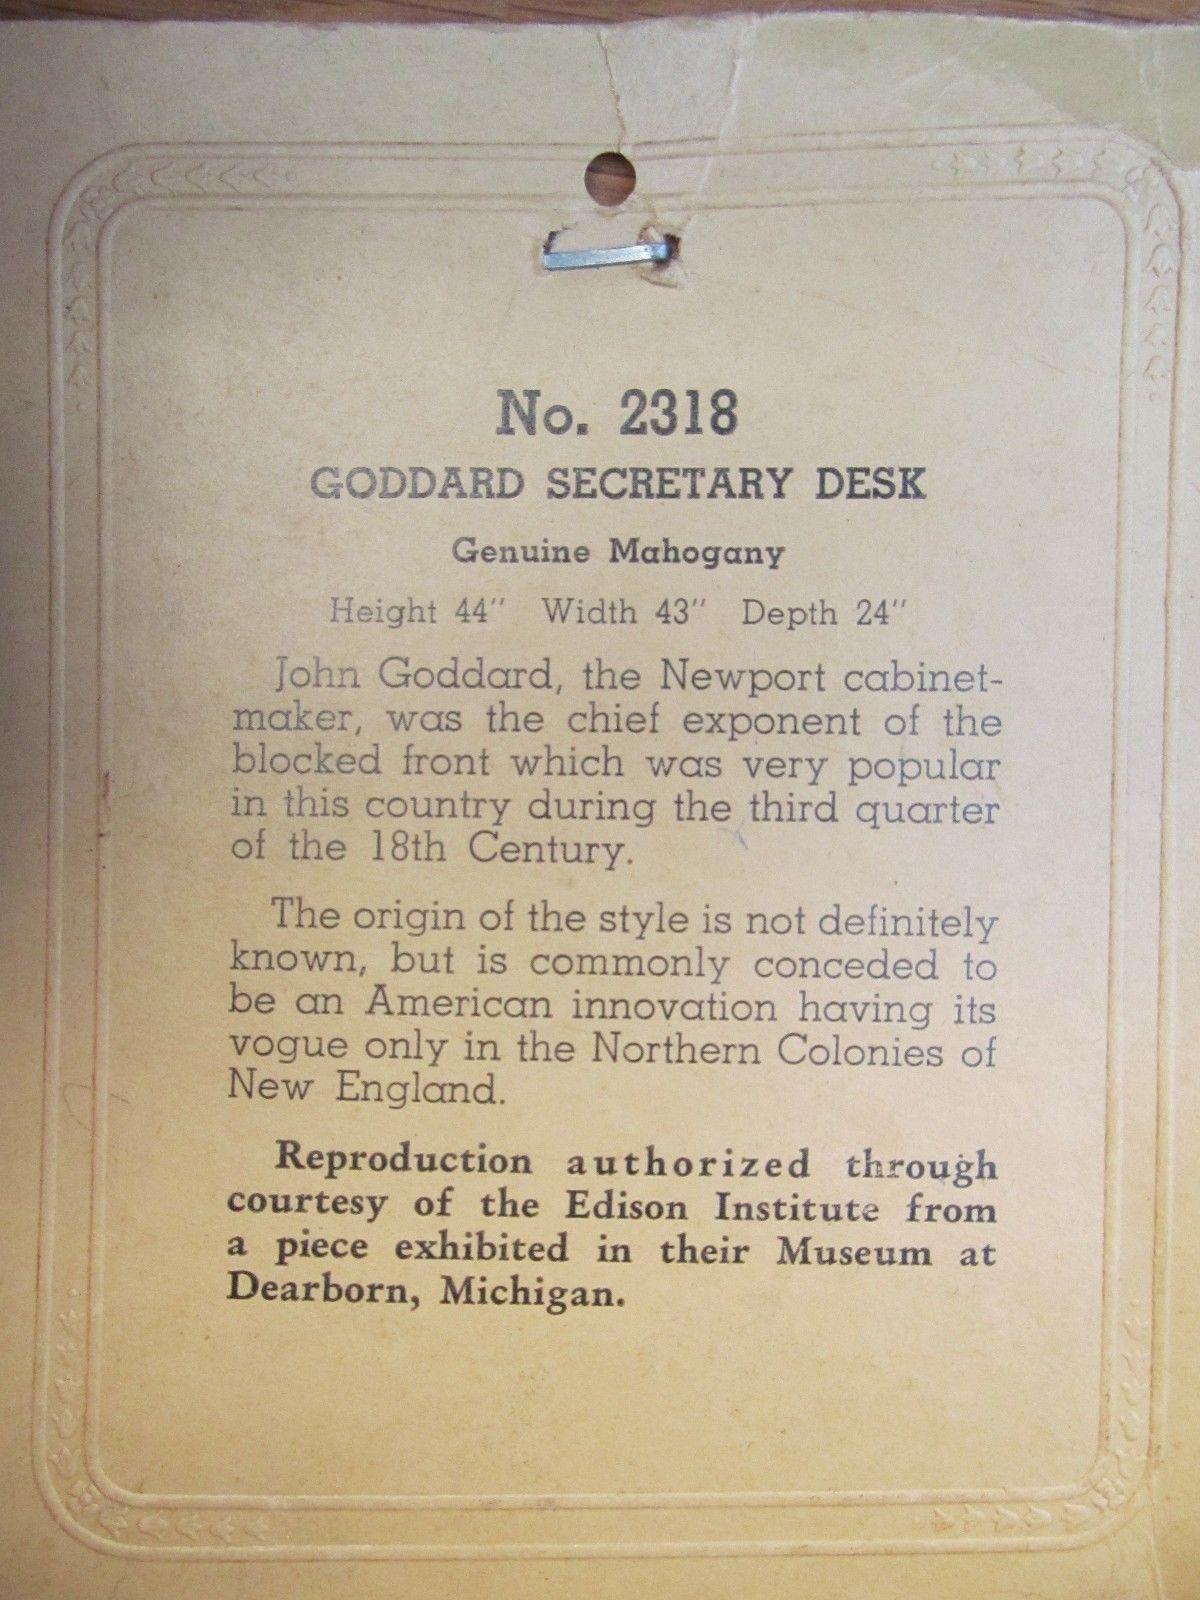 No. 2318
GODDARD SECRETARY DESK
Genuine Mahogany
Height 44" Width 43" Depth 24"
John Goddard, the Newport cabinet-
maker, was the chief exponent of the
blocked front which was very popular
in this country during the third quarter
of the 18th Century.
The origin of the style is not definitely
known, but is commonly conceded to
be an American innovation having its
vogue only in the Northern Colonies of
New England.
Reproduction authorized through
courtesy of the Edison Institute from
a piece exhibited in their Museum at
Dearborn, Michigan.